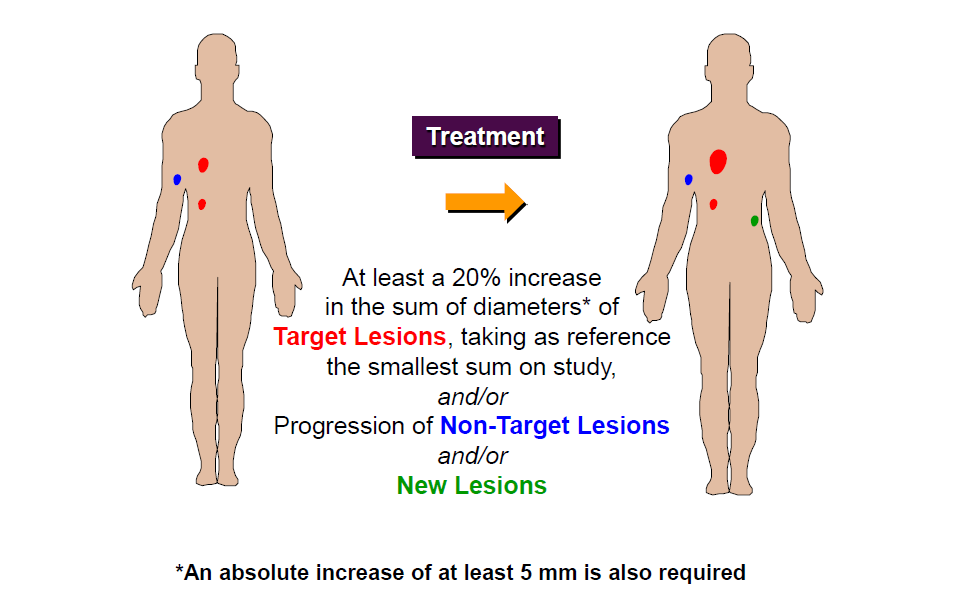 Treatment
At least a 20% increase
in the sum of diameters* of
Target Lesions, taking as reference
the smallest sum on study,
and/or
Progression of Non-Target Lesions
and/or
New Lesions
*An absolute increase of at least 5 mm is also required